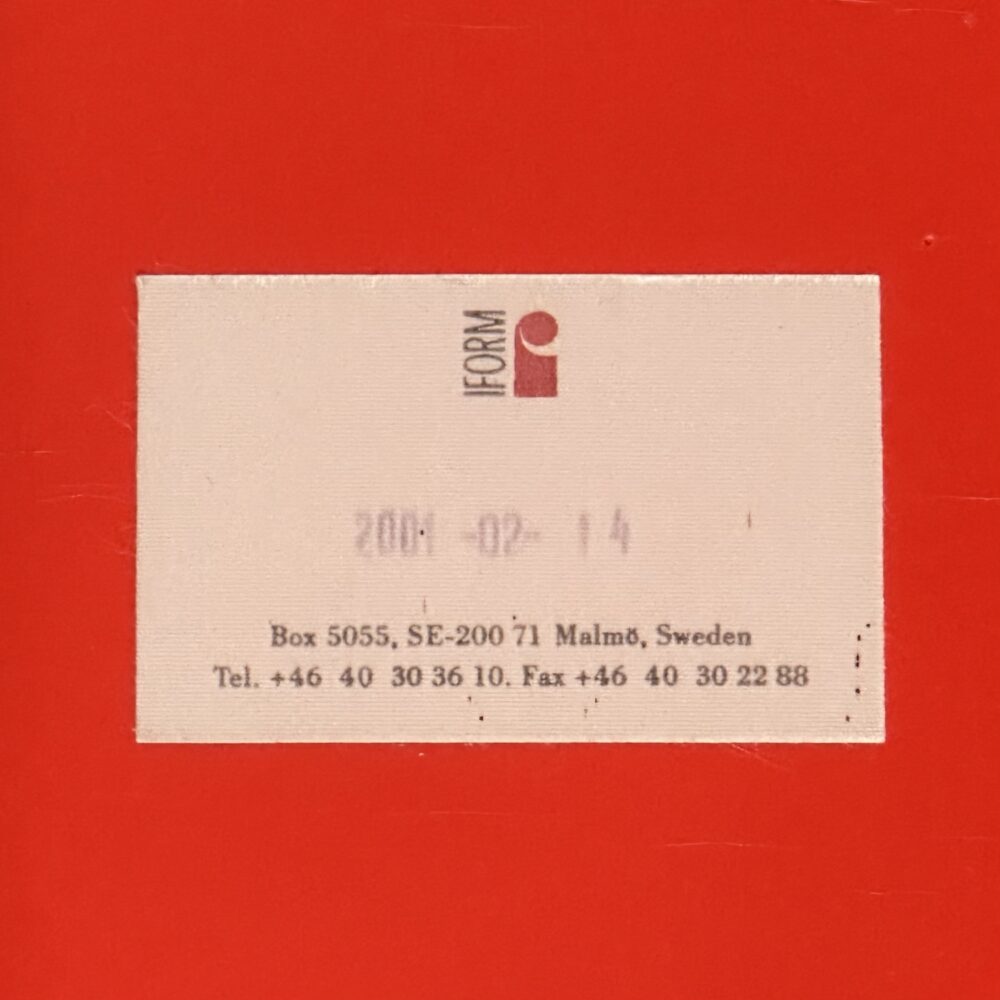 IFORM
2001 -02- 14
Box 5055, SE-200 71 Malmö, Sweden
Tel. +46 40 30 36 10. Fax +46 40 30 22 88